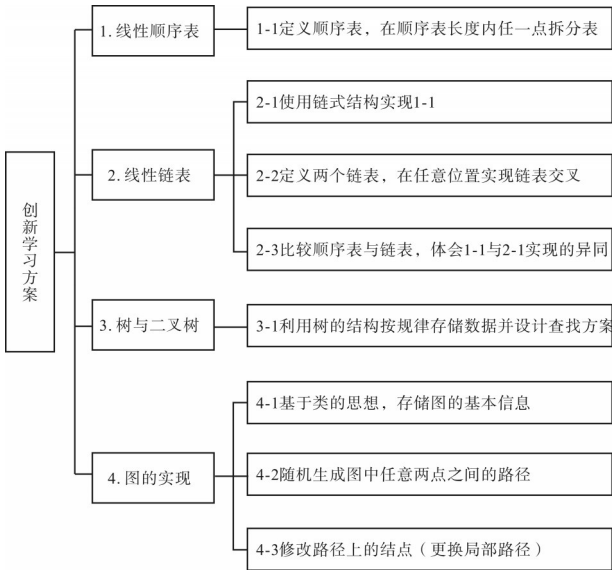 创新学习方案
1.线性顺序表
1-1定义顺序表，在顺序表长度内任一点拆分表
2.线性链表
2-1使用链式结构实现1-1
2-2定义两个链表，在任意位置实现链表交叉
2-3比较顺序表与链表，体会1-1与2-1实现的异同
3.树与二叉树
3-1利用树的结构按规律存储数据并设计查找方案
4.图的实现
4-1基于类的思想，存储图的基本信息
4-2随机生成图中任意两点之间的路径
4-3修改路径上的结点（更换局部路径）